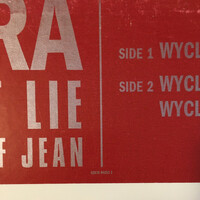 RA
LIE
F JEAN
SIDE 1 WYCL
SIDE 2 WYCL
WYCL